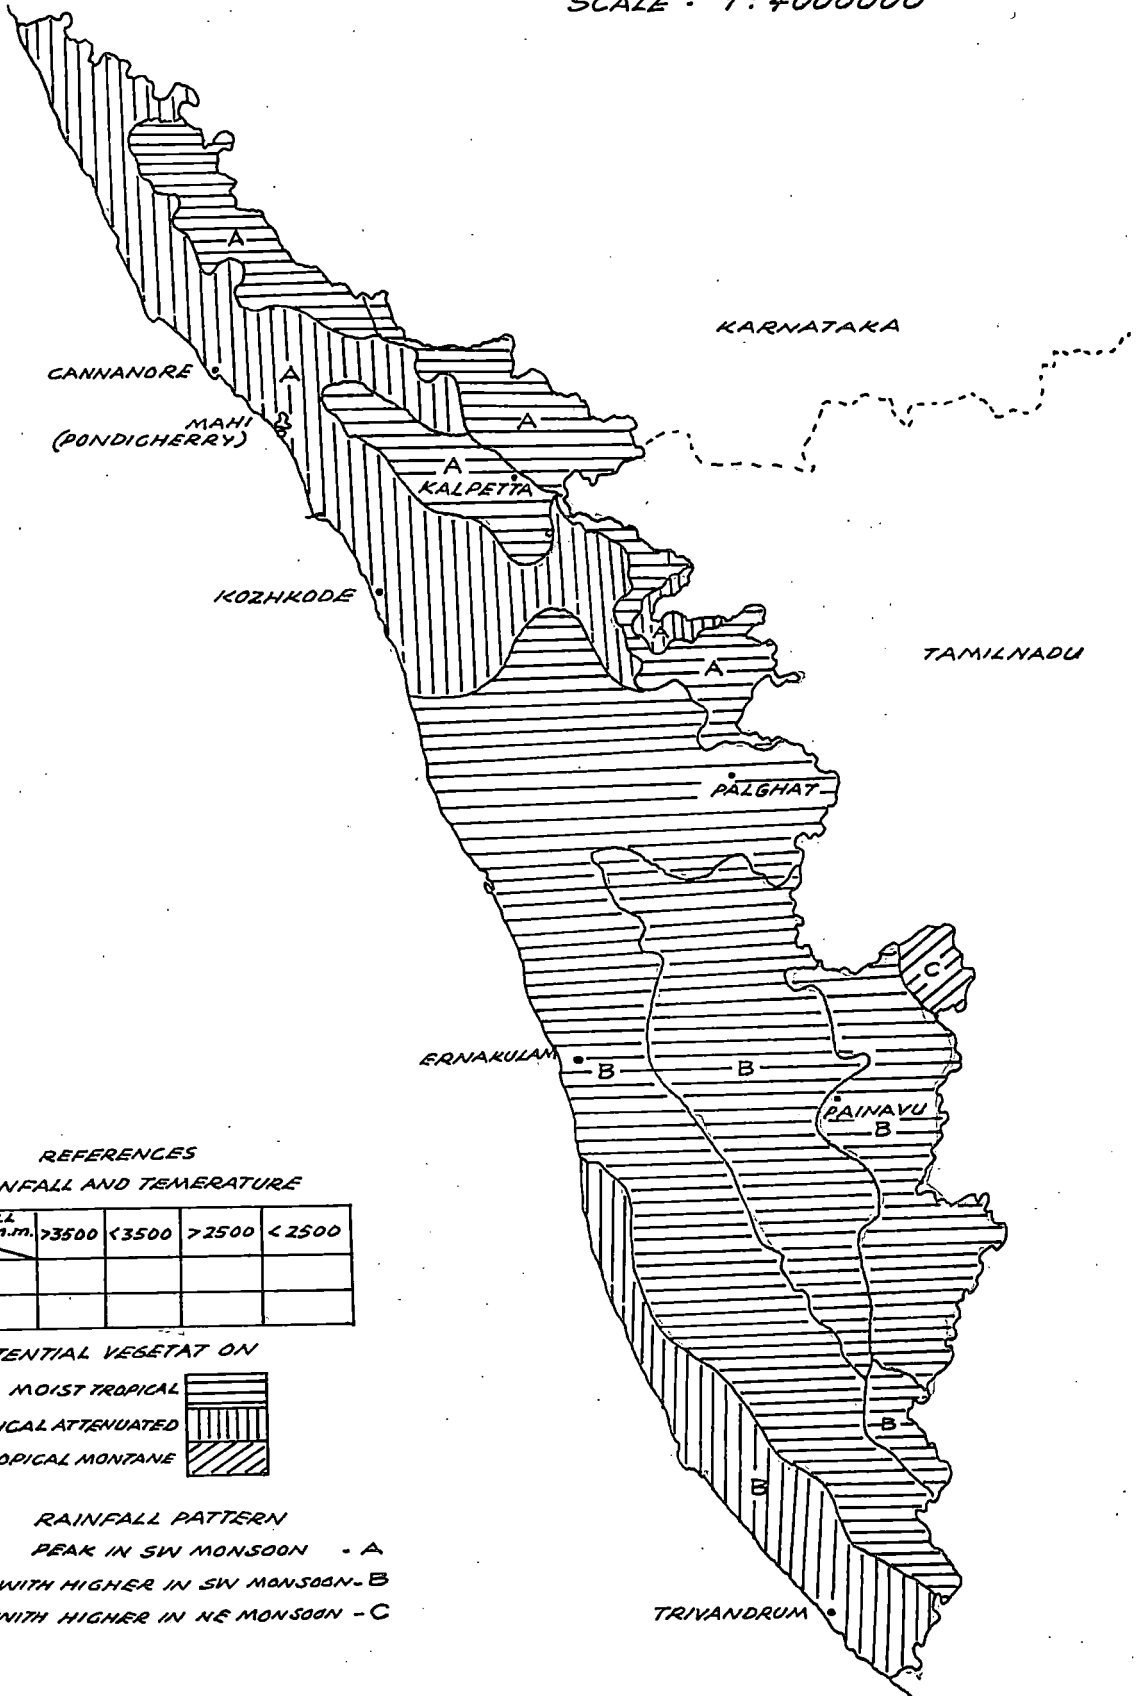 SCALE - 1:4000000
KARNATAKA
A
CANNANORE
A
MAHI
(PONDICHERRY)
A
A
KALPETTA
KOZHKODE
A
A
TAMILNADU
PALGHAT
C
ERNAKULAM
B
B
PAINAVU
B
REFERENCES
NFALL AND TEMERATURE
LL
m.m.
>3500
<3500
>2500
<2500
TENTIAL VEGETAT ON
MOIST TROPICAL
ICAL ATTENUATED
OPICAL MONTANE
B
B
RAINFALL PATTERN
PEAK IN SW MONSOON - A
WITH HIGHER IN SW MONSOON - B
WITH HIGHER IN NE MONSOON - C
TRIVANDRUM